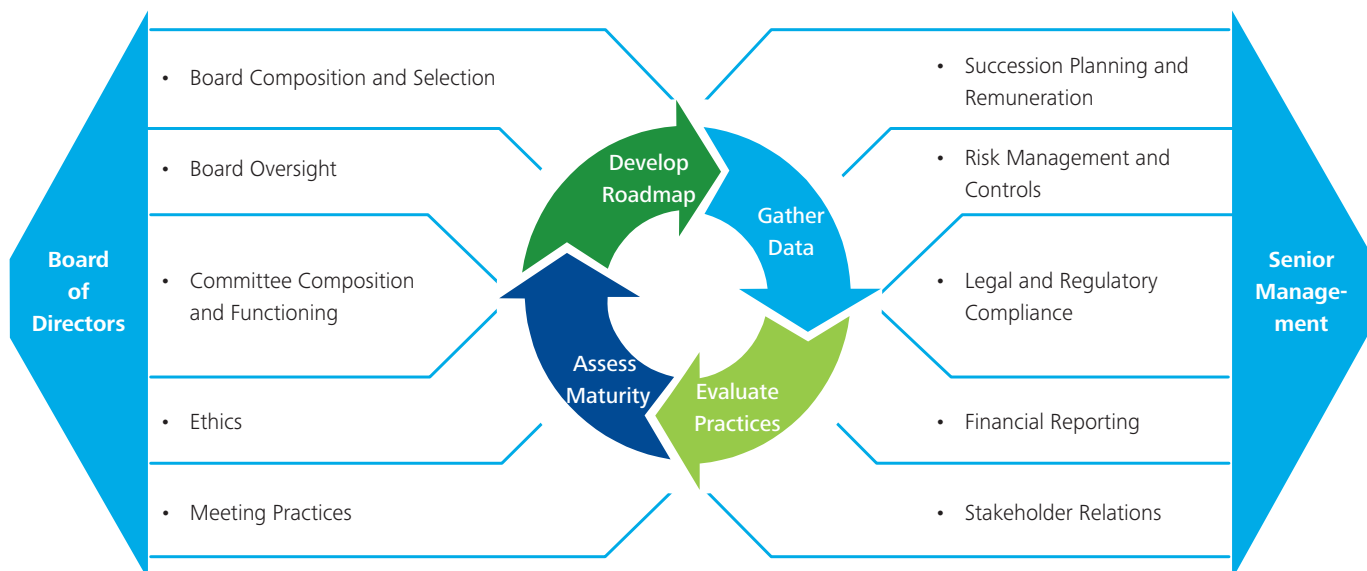 Board
of
Directors
• Board Composition and Selection
• Board Oversight
• Committee Composition
and Functioning
• Ethics
• Meeting Practices
Develop
Roadmap
Gather
Data
Evaluate
Practices
Assess
Maturity
• Succession Planning and
Remuneration
• Risk Management and
Controls
• Legal and Regulatory
Compliance
• Financial Reporting
• Stakeholder Relations
Senior
Manage-
ment